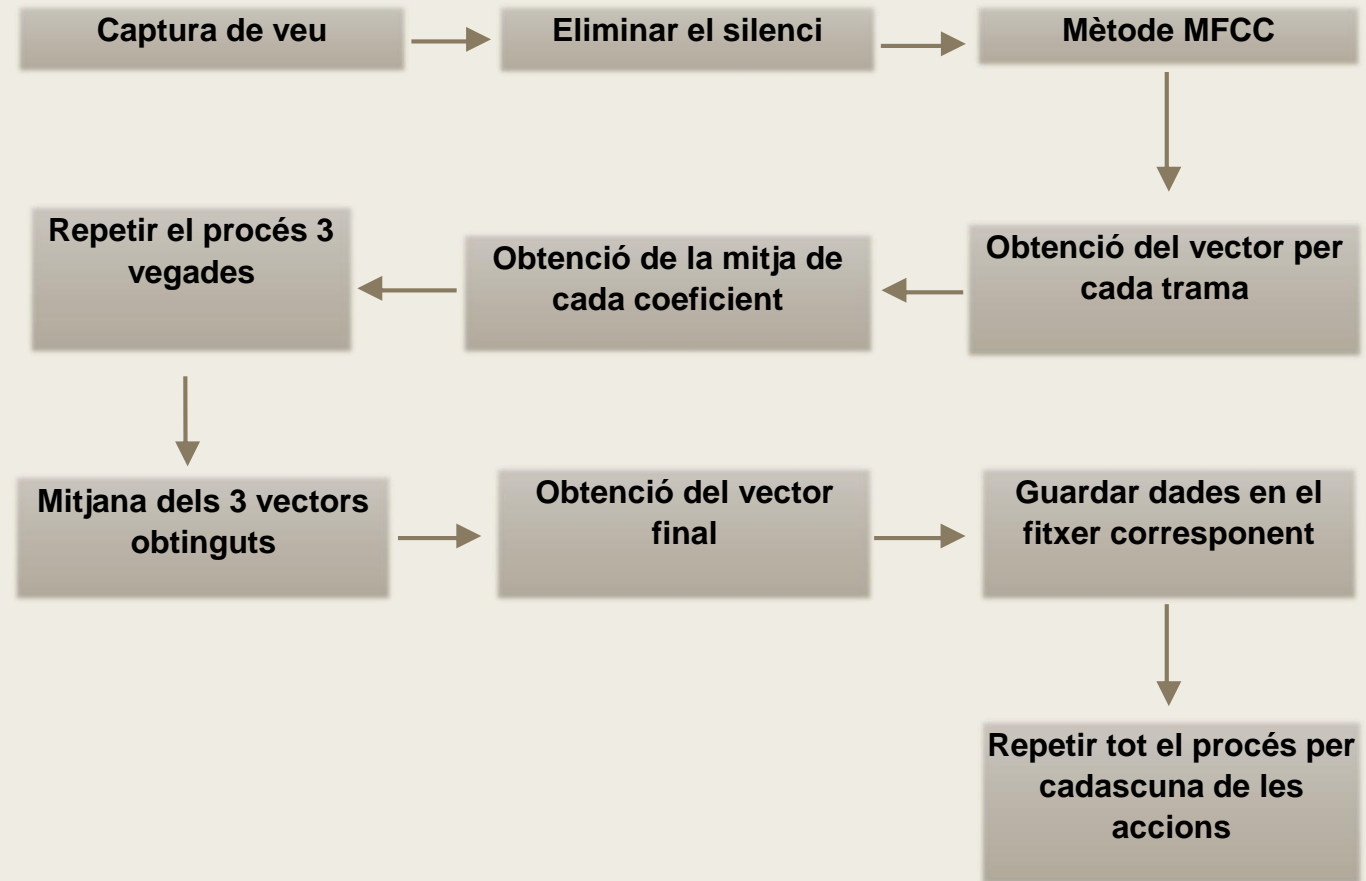 Captura de veu
Eliminar el silenci
Mètode MFCC
Obtenció del vector per
cada trama
Obtenció de la mitja de
cada coeficient
Repetir el procés 3
vegades
Mitjana dels 3 vectors
obtinguts
Obtenció del vector
final
Guardar dades en el
fitxer corresponent
Repetir tot el procés per
cadascuna de les
accions